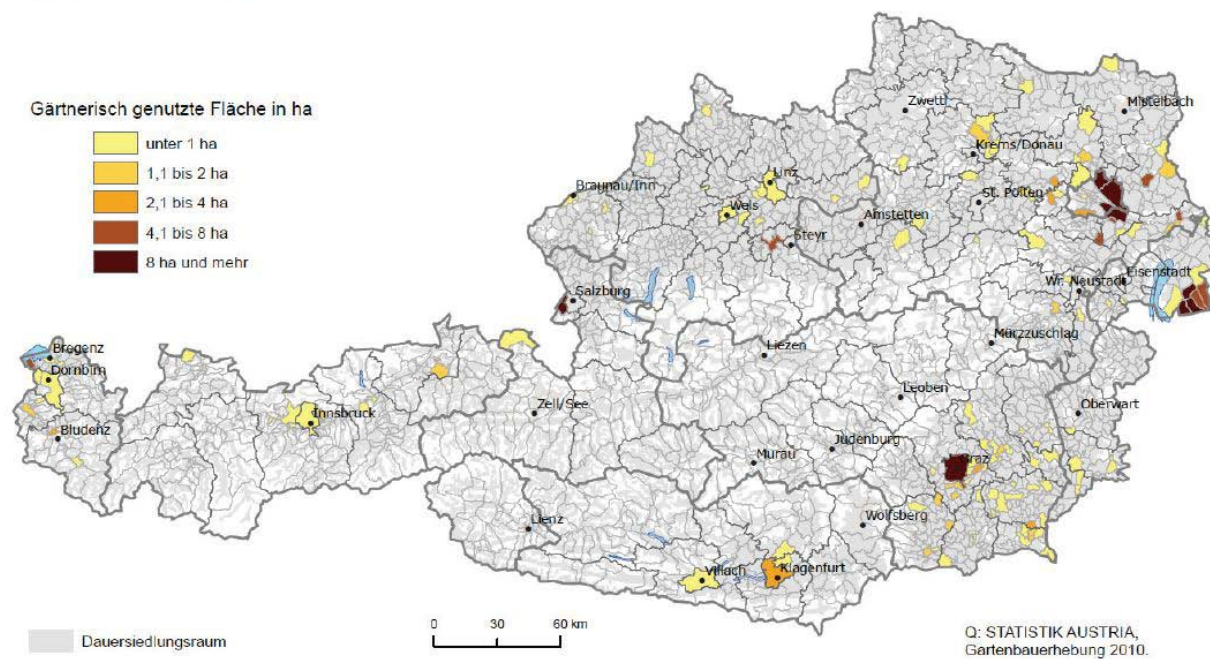 Gärtnerisch genutzte Fläche in ha
unter 1 ha
1,1 bis 2 ha
2,1 bis 4 ha
4,1 bis 8 ha
8 ha und mehr
Zwettl
Mistelbach
Krems/Donau
Linz
Braunau/Inn
Wels
St. Pölten
Amstetten
Steyr
Salzburg
Wr. Neustadt
Eisenstadt
Mürzzuschlag
Bregenz
Dornbirn
Liezen
Leoben
Innsbruck
Zell/See
Oberwart
Bludenz
Murau
Judenburg
Graz
Wolfsberg
Lienz
Villach
Klagenfurt
0 30 60 km
Dauersiedlungsraum
Q: STATISTIK AUSTRIA,
Gartenbauerhebung 2010.